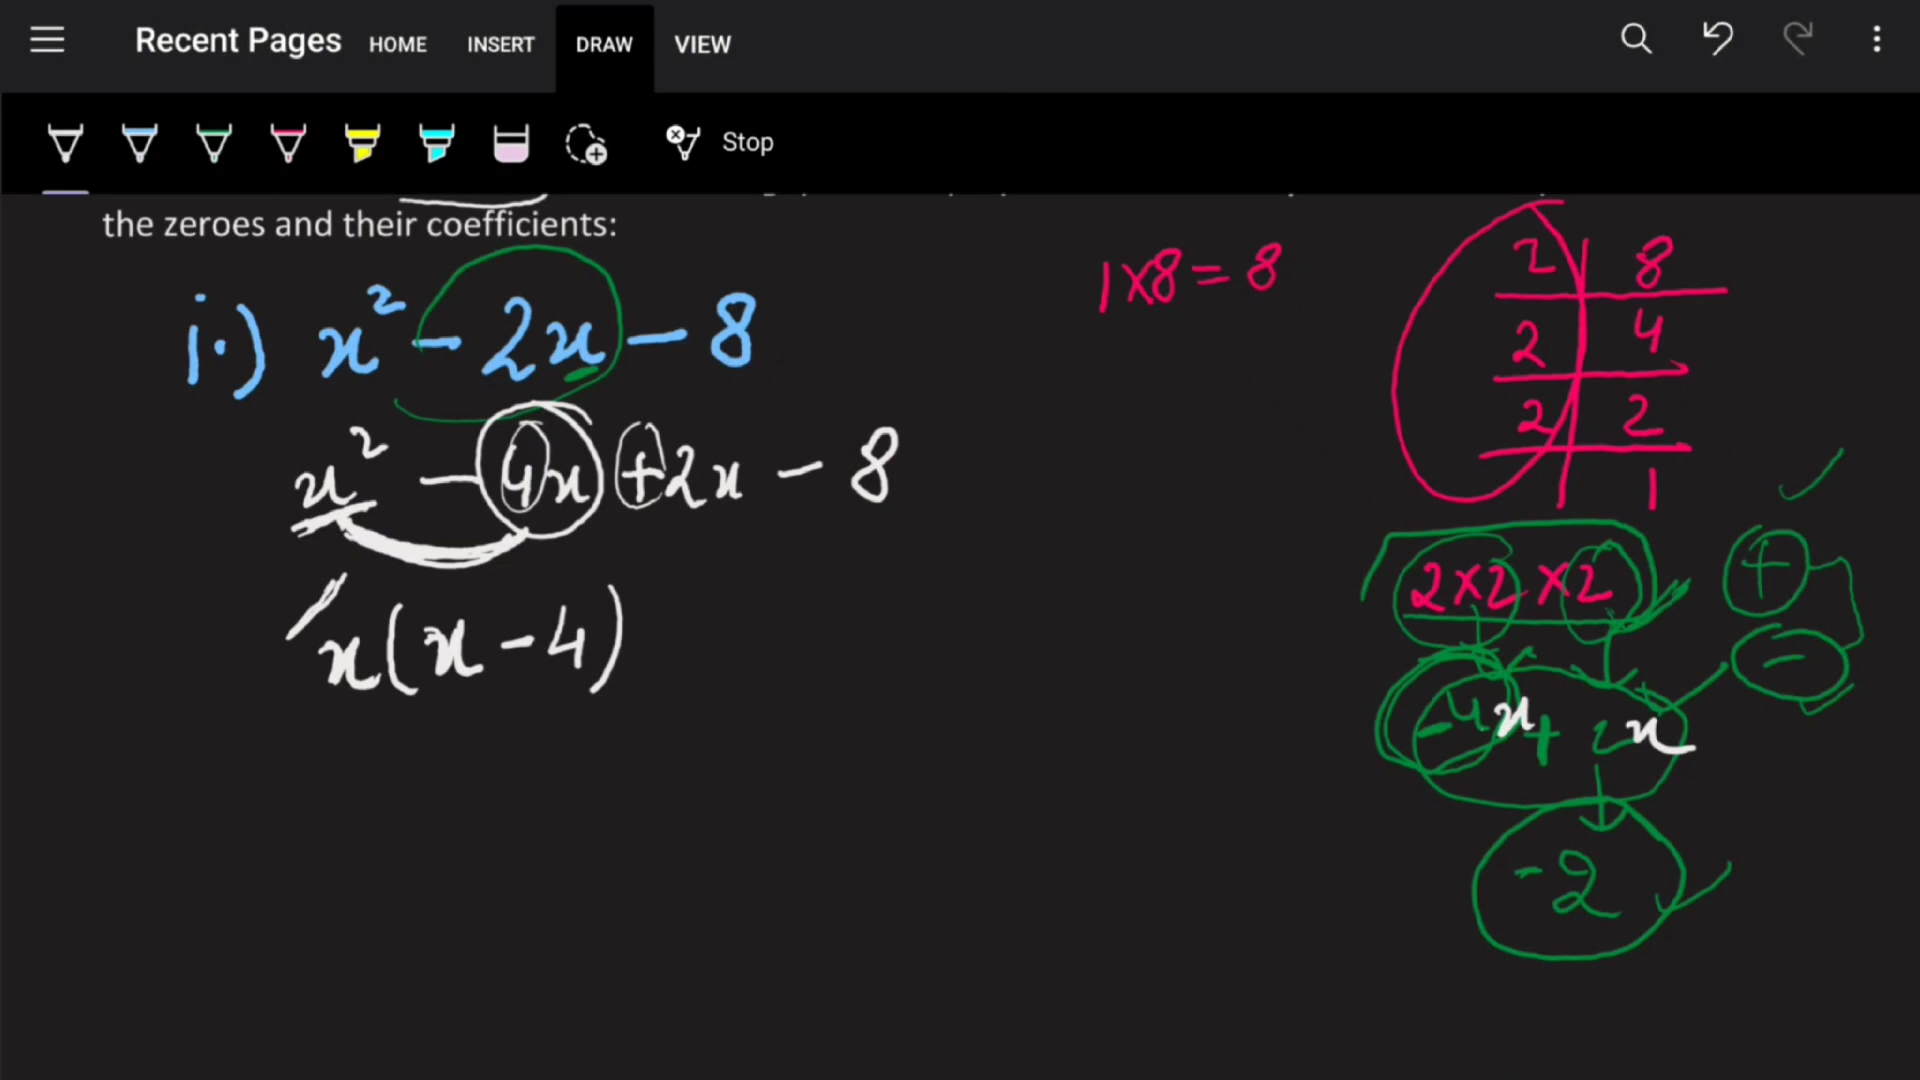 Recent Pages HOME INSERT DRAW VIEW
Stop
the zeroes and their coefficients:
i.) x² - 2x - 8
x² - 4x + 2x - 8
x(x - 4)
1×8 = 8
2 | 8
2 | 4
2 | 2
| 1
2×2 ×2
+
-
-4x + 2x
-2